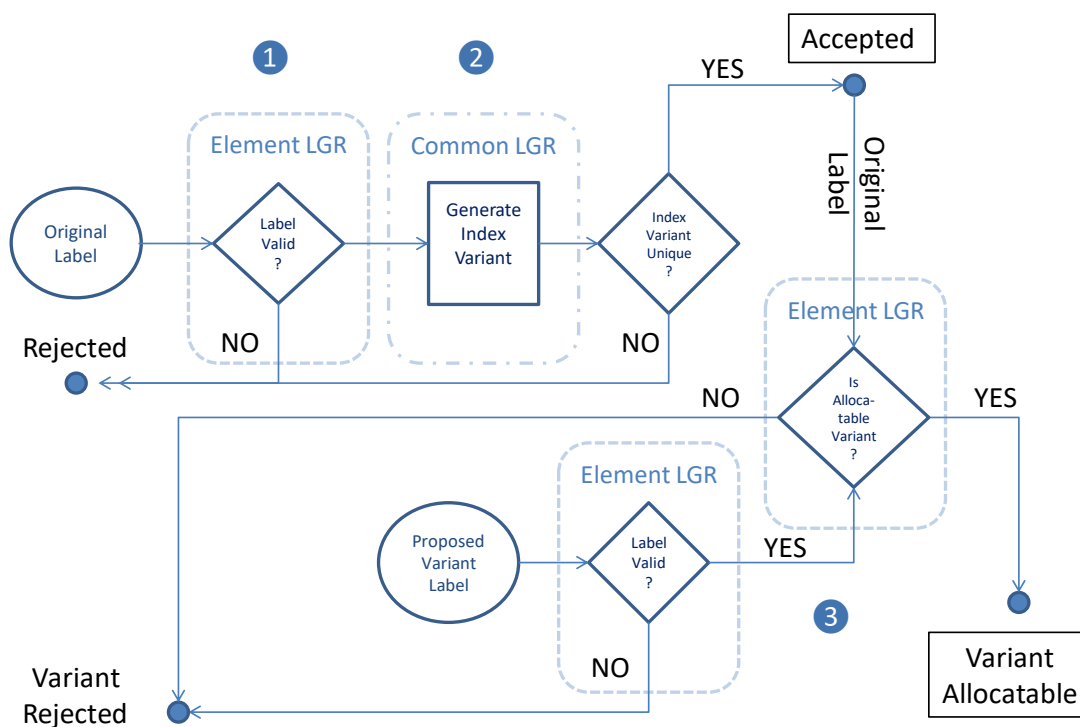 1
2
Accepted
YES
Element LGR
Common LGR
Original
Label
Original
Label
Label
Valid
?
Generate
Index
Variant
Index
Variant
Unique
?
NO
NO
Rejected
Element LGR
Is
Alloca-
table
Variant
?
NO
YES
Element LGR
Proposed
Variant
Label
Label
Valid
?
YES
3
NO
Variant
Rejected
Variant
Allocatable